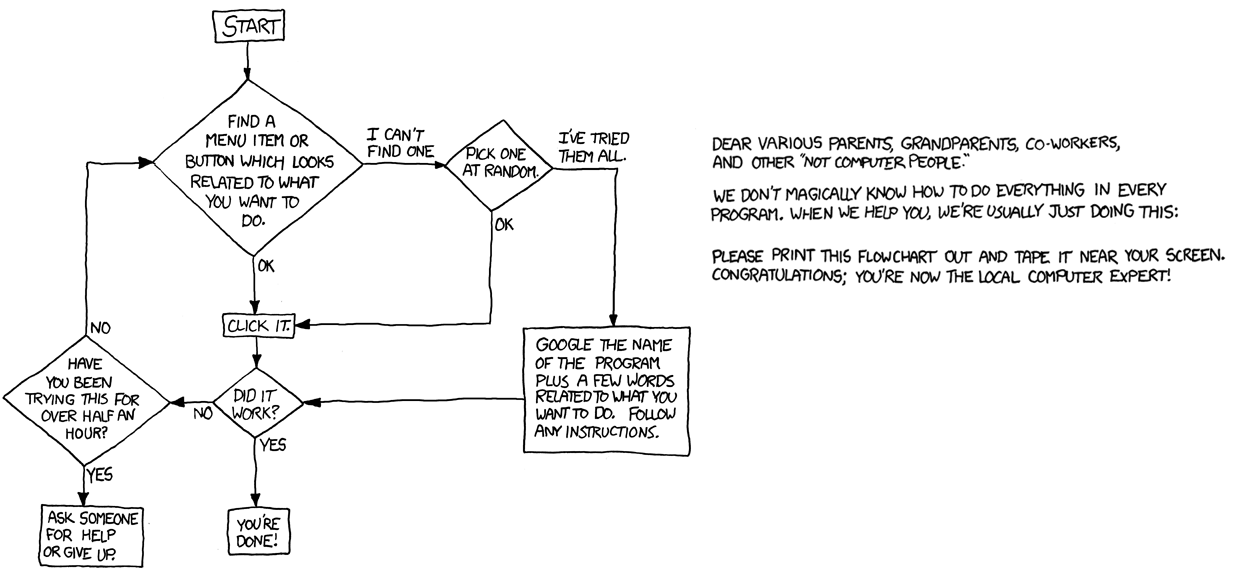 START
FIND A
MENU ITEM OR
BUTTON WHICH LOOKS
RELATED TO WHAT
YOU WANT TO
DO.
I CAN'T
FIND ONE
PICK ONE
AT RANDOM.
I'VE TRIED
THEM ALL.
OK
OK
CLICK IT.
NO
HAVE
YOU BEEN
TRYING THIS FOR
OVER HALF AN
HOUR?
NO
DID IT
WORK?
GOOGLE THE NAME
OF THE PROGRAM
PLUS A FEW WORDS
RELATED TO WHAT YOU
WANT TO DO. FOLLOW
ANY INSTRUCTIONS.
YES
YES
ASK SOMEONE
FOR HELP
OR GIVE UP.
YOU'RE
DONE!
DEAR VARIOUS PARENTS, GRANDPARENTS, CO-WORKERS,
AND OTHER "NOT COMPUTER PEOPLE."
WE DON'T MAGICALLY KNOW HOW TO DO EVERYTHING IN EVERY
PROGRAM. WHEN WE HELP YOU, WE'RE USUALLY JUST DOING THIS:
PLEASE PRINT THIS FLOWCHART OUT AND TAPE IT NEAR YOUR SCREEN.
CONGRATULATIONS; YOU'RE NOW THE LOCAL COMPUTER EXPERT!